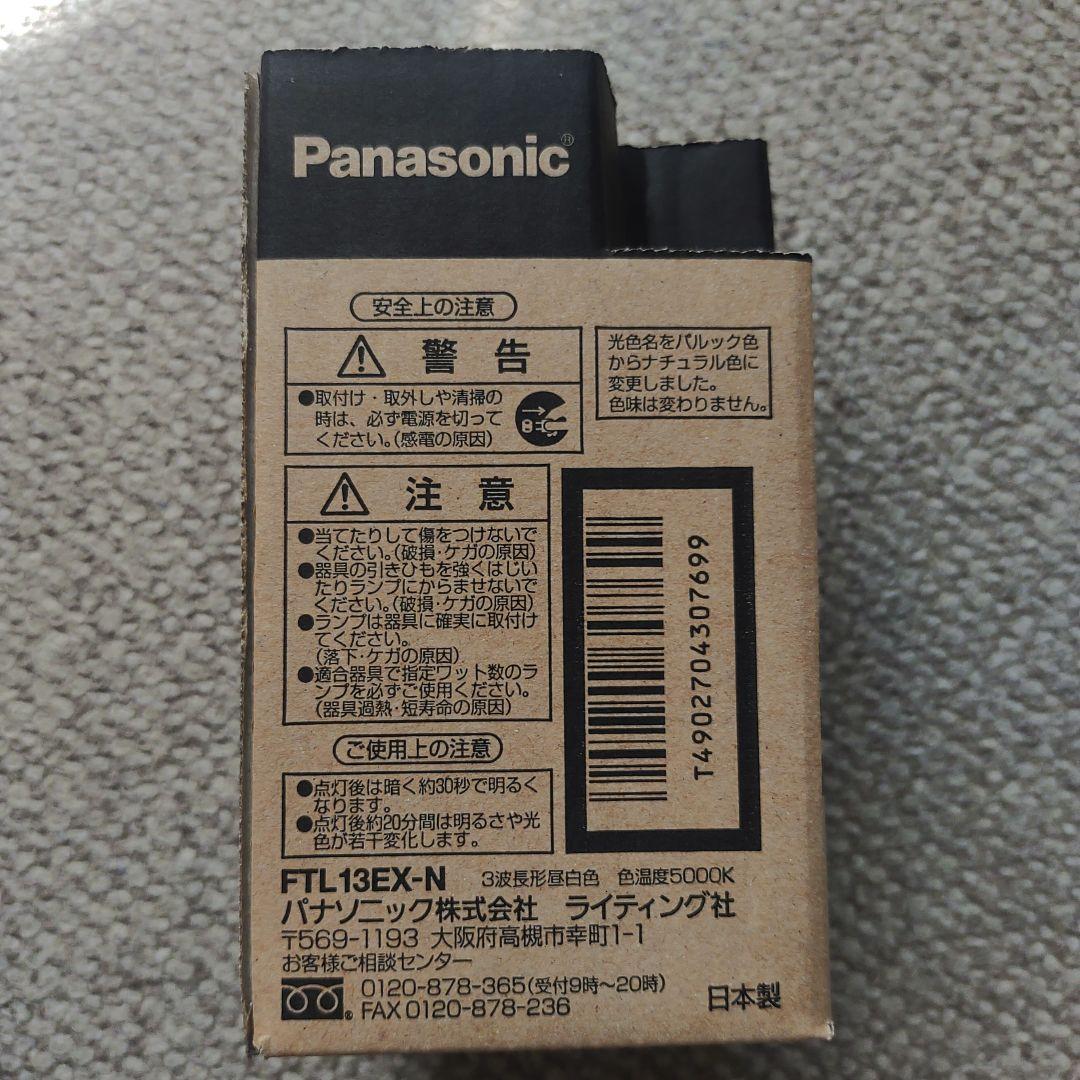 Panasonic®
安全上の注意
⚠ 警告
●取付け・取外しや清掃の
時は、必ず電源を切って
ください。(感電の原因)
光色名をパルック色
からナチュラル色に
変更しました。
色味は変わりません。
⚠ 注意
●当てたりして傷をつけないで
ください。(破損・ケガの原因)
●器具の引きひもを強くはじい
たりランプにからませないで
ください。(破損・ケガの原因)
●ランプは器具に確実に取付け
てください。
(落下・ケガの原因)
●適合器具で指定ワット数のラ
ンプを必ずご使用ください。
(器具過熱・短寿命の原因)
T4902704307699
ご使用上の注意
●点灯後は暗く約30秒で明るく
なります。
●点灯後約20分間は明るさや光
色が若干変化します。
FTL13EX-N 3波長形昼白色 色温度5000K
パナソニック株式会社 ライティング社
〒569-1193 大阪府高槻市幸町1-1
お客様ご相談センター
0120-878-365(受付9時～20時)
FAX 0120-878-236
日本製